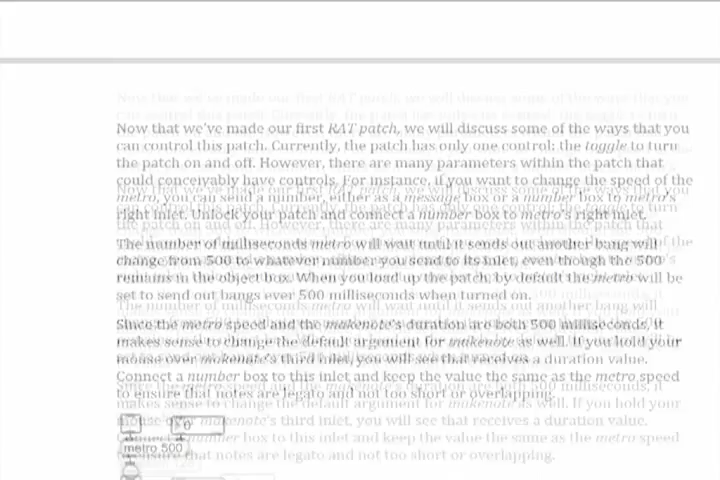 Now that we've made our first RAT patch, we will discuss some of the ways that you
can control this patch. Currently, the patch has only one control: the toggle to turn
the patch on and off. However, there are many parameters within the patch that
could conceivably have controls. For instance, if you want to change the speed of the
metro, you can send a number, either as a message box or a number box to metro's
right inlet. Unlock your patch and connect a number box to metro's right inlet.
The number of milliseconds metro will wait until it sends out another bang will
change from 500 to whatever number you send to its inlet, even though the 500
remains in the object box. When you load up the patch, by default the metro will be
set to send out bangs ever 500 milliseconds when turned on.
Since the metro speed and the makenote's duration are both 500 milliseconds, it
makes sense to change the default argument for makenote as well. If you hold your
mouse over makenote's third inlet, you will see that receives a duration value.
Connect a number box to this inlet and keep the value the same as the metro speed
to ensure that notes are legato and not too short or overlapping.
0
metro 500